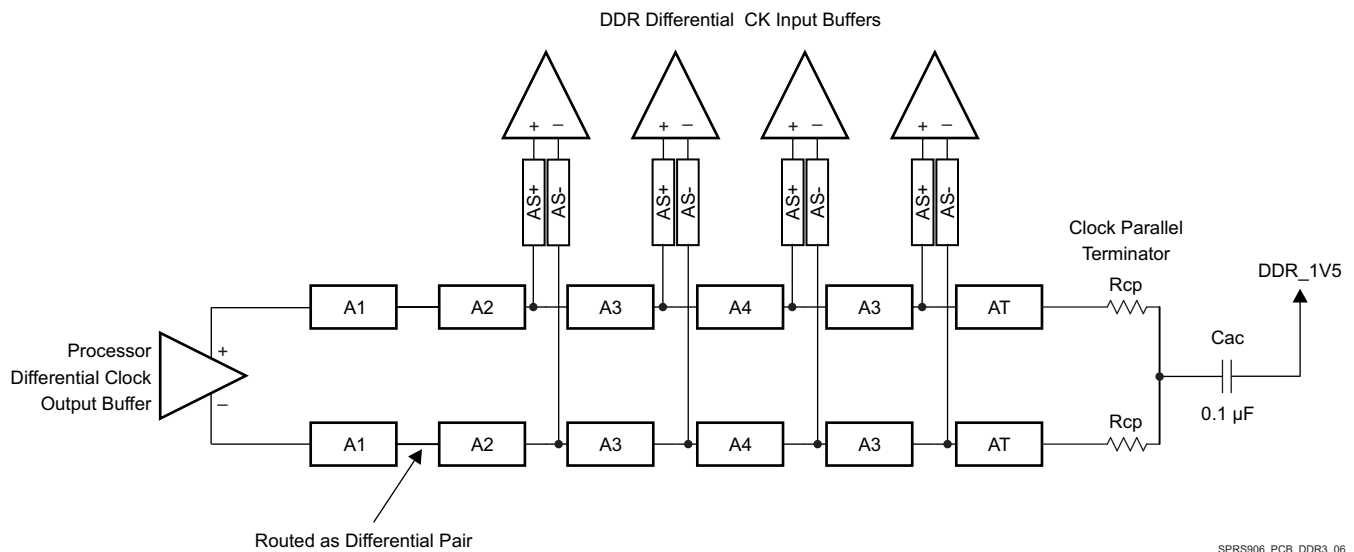 DDR Differential CK Input Buffers
+ –
+ –
+ –
+ –
AS+
AS-
AS+
AS-
AS+
AS-
AS+
AS-
Clock Parallel
Terminator
DDR_1V5
A1
A2
A3
A4
A3
AT
Rcp
Processor
Differential Clock
Output Buffer
+
–
Cac
0.1 µF
A1
A2
A3
A4
A3
AT
Rcp
Routed as Differential Pair
SPRS906_PCB_DDR3_06